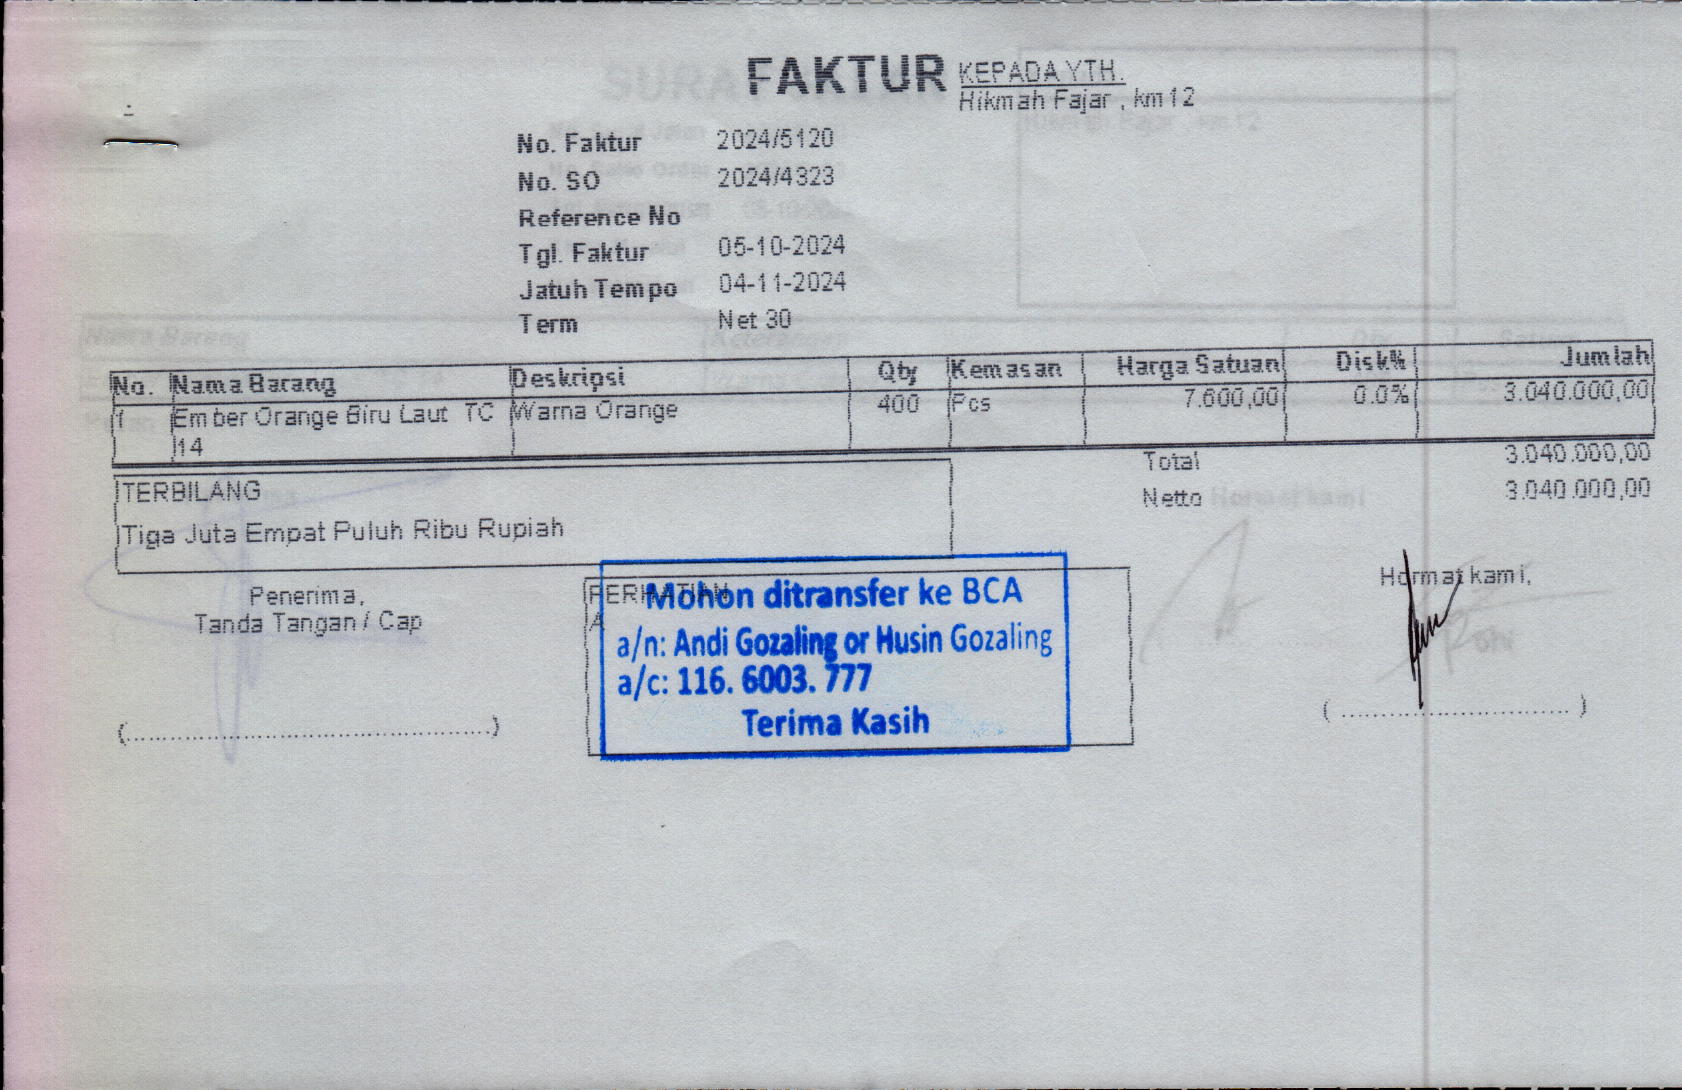 FAKTUR
KEPADA YTH.
Hikmah Fajar , km12
No. Faktur 2024/5120
No. SO 2024/4323
Reference No
Tgl. Faktur 05-10-2024
Jatuh Tempo 04-11-2024
Term Net 30
No. Nama Barang Deskripsi Qty Kemasan Harga Satuan Disk% Jumlah
1 Ember Orange Biru Laut TC Warna Orange 400 Pcs 7.600,00 0.0% 3.040.000,00
14
Total 3.040.000,00
Netto 3.040.000,00
TERBILANG
Tiga Juta Empat Puluh Ribu Rupiah
Penerima,
Tanda Tangan / Cap
(..............................................)
PERHATIAN
A
Mohon ditransfer ke BCA
a/n: Andi Gozaling or Husin Gozaling
a/c: 116. 6003. 777
Terima Kasih
Hormat kami,
( ............................. )